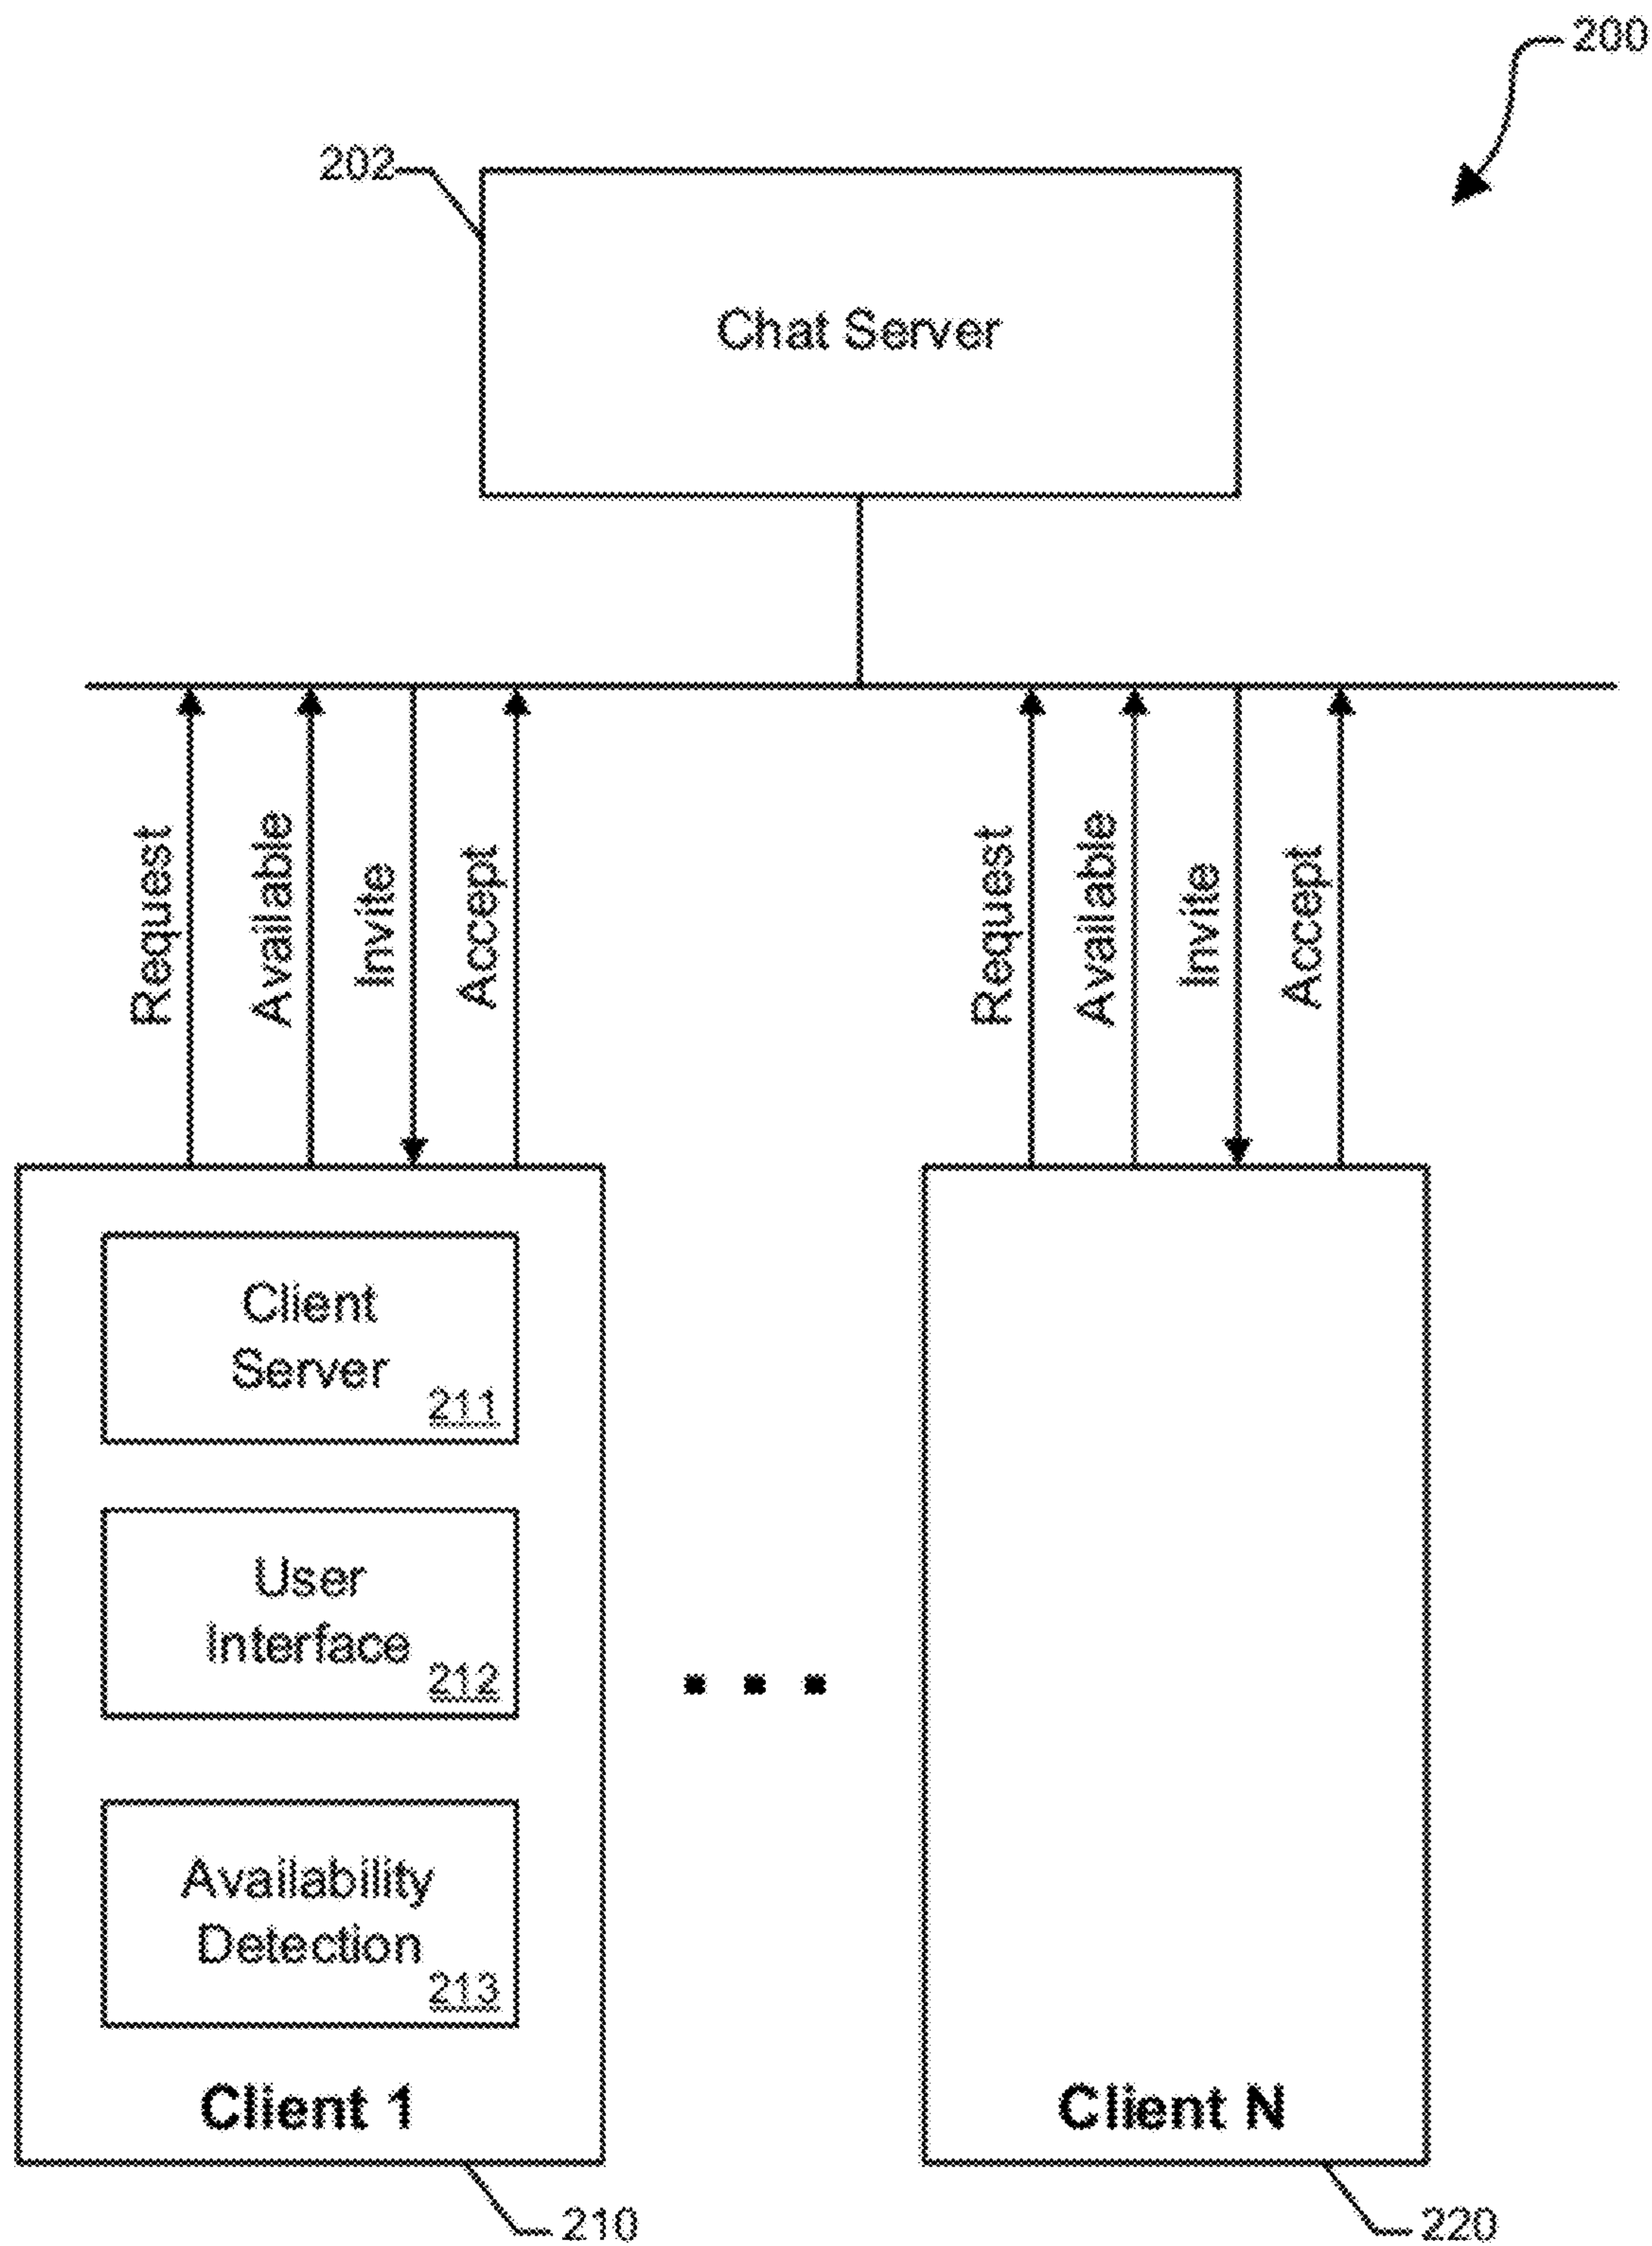 200
202
Chat Server
Request
Available
Invite
Accept
Request
Available
Invite
Accept
Client
Server
211
User
Interface
212
Availability
Detection
213
Client 1
Client N
210
220